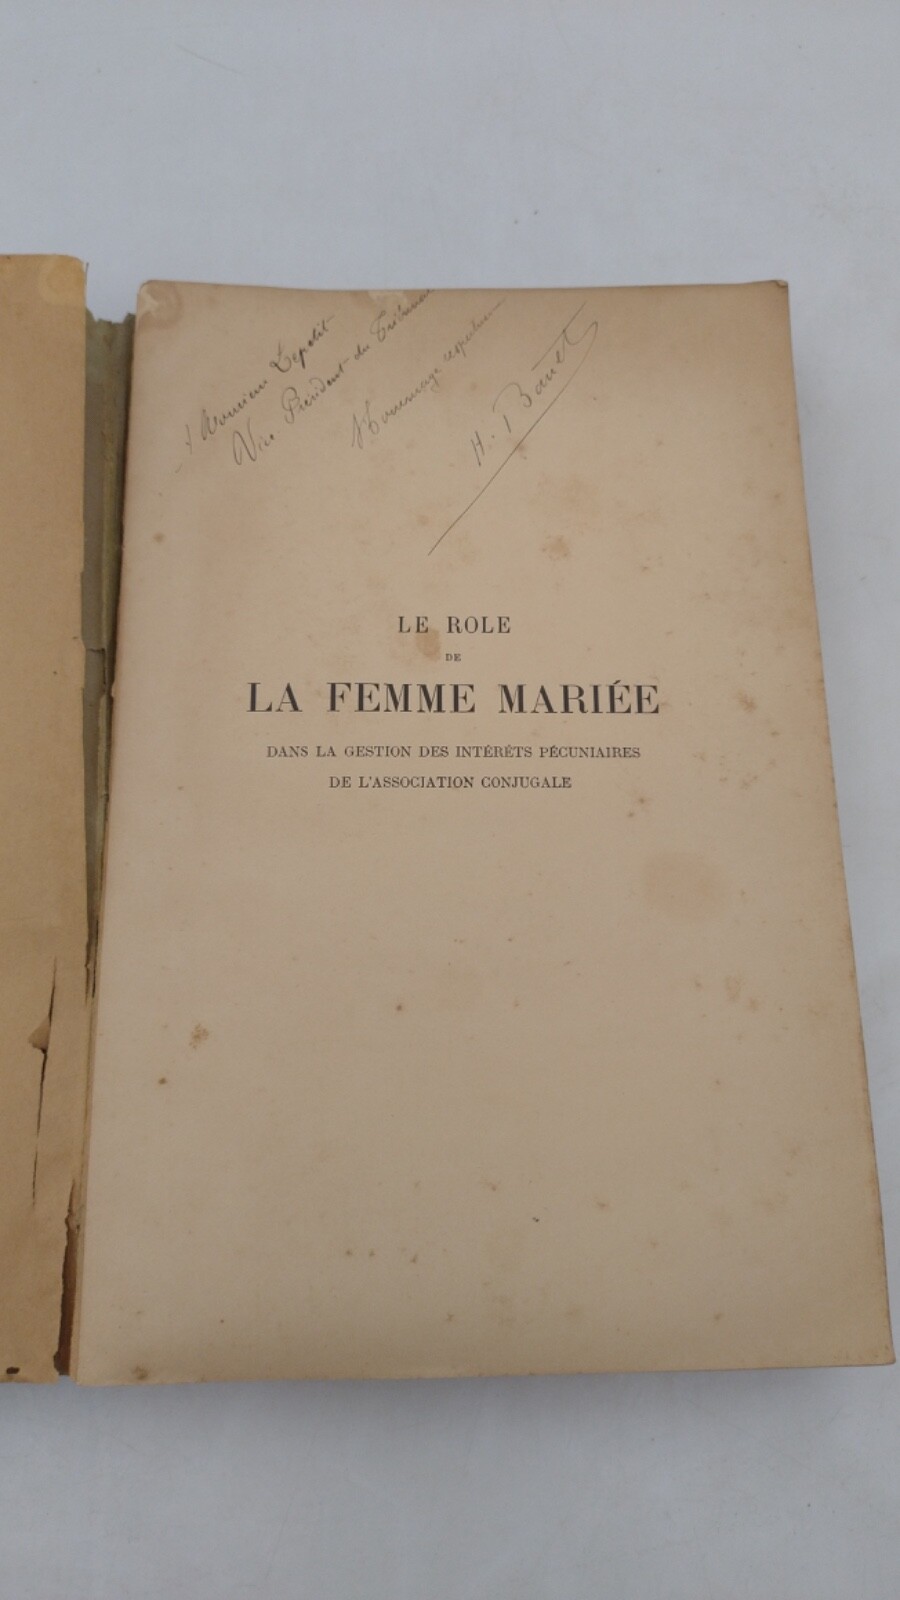 à Monsieur Lepetit
Vice Président du Tribunal
Hommage respectueux
H.
LE ROLE
DE
LA FEMME MARIÉE
DANS LA GESTION DES INTÉRÊTS PÉCUNIAIRES
DE L'ASSOCIATION CONJUGALE